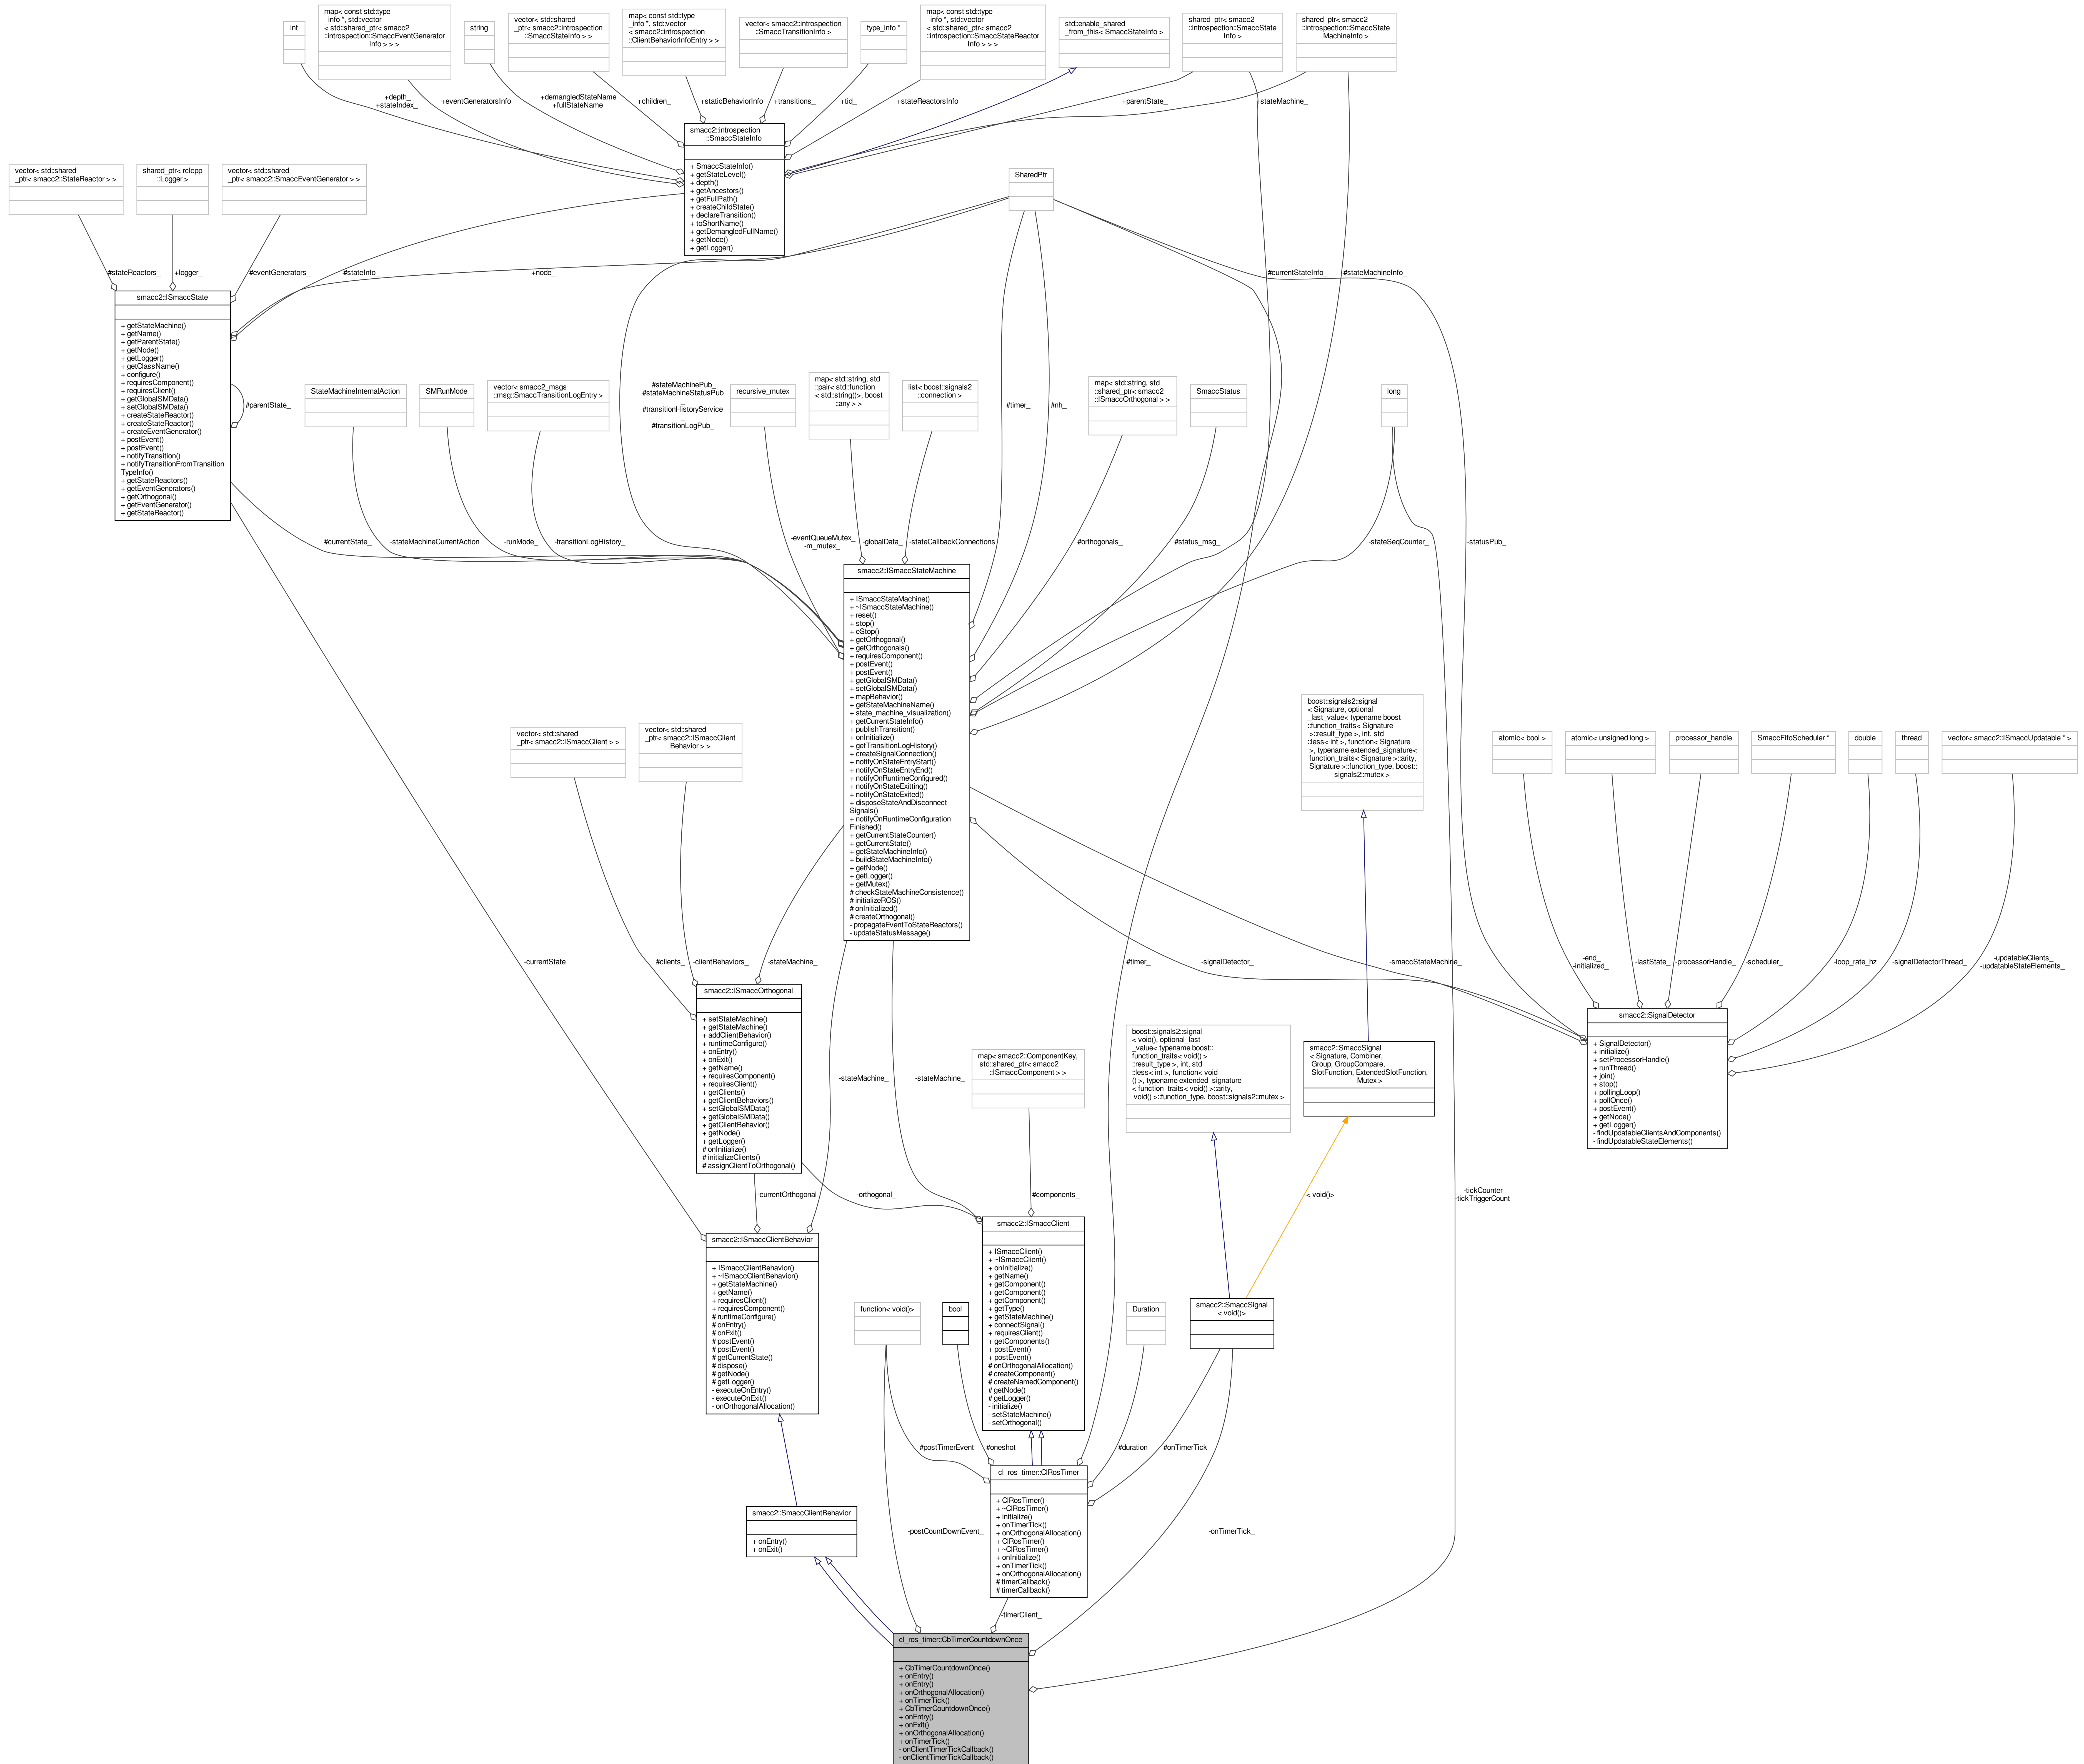 int
map< const std::type
_info *, std::vector
< std::shared_ptr< smacc2
::introspection::SmaccEventGenerator
Info > > >
string
vector< std::shared
_ptr< smacc2::introspection
::SmaccStateInfo > >
map< const std::type
_info *, std::vector
< smacc2::introspection
::ClientBehaviorInfoEntry > >
vector< smacc2::introspection
::SmaccTransitionInfo >
type_info *
map< const std::type
_info *, std::vector
< std::shared_ptr< smacc2
::introspection::SmaccStateReactor
Info > > >
std::enable_shared
_from_this< SmaccStateInfo >
shared_ptr< smacc2
::introspection::SmaccState
Info >
shared_ptr< smacc2
::introspection::SmaccState
MachineInfo >
+depth_
+stateIndex_
+eventGeneratorsInfo
+demangledStateName
+fullStateName
+children_
+staticBehaviorInfo
+transitions_
+tid_
+stateReactorsInfo
+parentState_
+stateMachine_
smacc2::introspection
::SmaccStateInfo
+ SmaccStateInfo()
+ getStateLevel()
+ depth()
+ getAncestors()
+ getFullPath()
+ createChildState()
+ declareTransition()
+ toShortName()
+ getDemangledFullName()
+ getNode()
+ getLogger()
vector< std::shared
_ptr< smacc2::StateReactor > >
shared_ptr< rclcpp
::Logger >
vector< std::shared
_ptr< smacc2::SmaccEventGenerator > >
SharedPtr
#stateReactors_
+logger_
#eventGenerators_
#stateInfo_
+node_
#currentStateInfo_
#stateMachineInfo_
smacc2::ISmaccState
+ getStateMachine()
+ getName()
+ getParentState()
+ getNode()
+ getLogger()
+ getClassName()
+ configure()
+ requiresComponent()
+ requiresClient()
+ getGlobalSMData()
+ setGlobalSMData()
+ createStateReactor()
+ createStateReactor()
+ createEventGenerator()
+ postEvent()
+ postEvent()
+ notifyTransition()
+ notifyTransitionFromTransition
TypeInfo()
+ getStateReactors()
+ getEventGenerators()
+ getOrthogonal()
+ getEventGenerator()
+ getStateReactor()
#parentState_
StateMachineInternalAction
SMRunMode
vector< smacc2_msgs
::msg::SmaccTransitionLogEntry >
#stateMachinePub_
#stateMachineStatusPub
_
#transitionHistoryService
_
#transitionLogPub_
recursive_mutex
map< std::string, std
::pair< std::function
< std::string()>, boost
::any > >
list< boost::signals2
::connection >
#timer_
#nh_
map< std::string, std
::shared_ptr< smacc2
::ISmaccOrthogonal > >
SmaccStatus
long
#currentState_
-stateMachineCurrentAction
-runMode_
-transitionLogHistory_
-eventQueueMutex_
-m_mutex_
-globalData_
-stateCallbackConnections
#orthogonals_
#status_msg_
-stateSeqCounter_
-statusPub_
smacc2::ISmaccStateMachine
+ ISmaccStateMachine()
+ ~ISmaccStateMachine()
+ reset()
+ stop()
+ eStop()
+ getOrthogonal()
+ getOrthogonals()
+ requiresComponent()
+ postEvent()
+ postEvent()
+ getGlobalSMData()
+ setGlobalSMData()
+ mapBehavior()
+ getStateMachineName()
+ state_machine_visualization()
+ getCurrentStateInfo()
+ publishTransition()
+ onInitialize()
+ getTransitionLogHistory()
+ createSignalConnection()
+ notifyOnStateEntryStart()
+ notifyOnStateEntryEnd()
+ notifyOnRuntimeConfigured()
+ notifyOnStateExitting()
+ notifyOnStateExited()
+ disposeStateAndDisconnect
Signals()
+ notifyOnRuntimeConfiguration
Finished()
+ getCurrentStateCounter()
+ getCurrentState()
+ getStateMachineInfo()
+ buildStateMachineInfo()
+ getNode()
+ getLogger()
+ getMutex()
# checkStateMachineConsistence()
# initializeROS()
# onInitialized()
# createOrthogonal()
- propagateEventToStateReactors()
- updateStatusMessage()
vector< std::shared
_ptr< smacc2::ISmaccClient > >
vector< std::shared
_ptr< smacc2::ISmaccClient
Behavior > >
boost::signals2::signal
< Signature, optional
_last_value< typename boost
::function_traits< Signature
>::result_type >, int, std
::less< int >, function< Signature
>, typename extended_signature<
function_traits< Signature >::arity,
Signature >::function_type, boost::
signals2::mutex >
atomic< bool >
atomic< unsigned long >
processor_handle
SmaccFifoScheduler *
double
thread
vector< smacc2::ISmaccUpdatable * >
-currentState
#clients_
-clientBehaviors_
-stateMachine_
-signalDetector_
#timer_
-smaccStateMachine_
-end_
-initialized_
-lastState_
-processorHandle_
-scheduler_
-loop_rate_hz
-signalDetectorThread_
-updatableClients_
-updatableStateElements_
smacc2::ISmaccOrthogonal
+ setStateMachine()
+ getStateMachine()
+ addClientBehavior()
+ runtimeConfigure()
+ onEntry()
+ onExit()
+ getName()
+ requiresComponent()
+ requiresClient()
+ getClients()
+ getClientBehaviors()
+ setGlobalSMData()
+ getGlobalSMData()
+ getClientBehavior()
+ getNode()
+ getLogger()
# onInitialize()
# initializeClients()
# assignClientToOrthogonal()
smacc2::SignalDetector
+ SignalDetector()
+ initialize()
+ setProcessorHandle()
+ runThread()
+ join()
+ stop()
+ pollingLoop()
+ pollOnce()
+ postEvent()
+ getNode()
+ getLogger()
- findUpdatableClientsAndComponents()
- findUpdatableStateElements()
-stateMachine_
-stateMachine_
map< smacc2::ComponentKey,
std::shared_ptr< smacc2
::ISmaccComponent > >
boost::signals2::signal
< void(), optional_last
_value< typename boost::
function_traits< void() >
::result_type >, int, std
::less< int >, function< void
() >, typename extended_signature
< function_traits< void() >::arity,
void() >::function_type, boost::signals2::mutex >
smacc2::SmaccSignal
< Signature, Combiner,
Group, GroupCompare,
SlotFunction, ExtendedSlotFunction,
Mutex >
-currentOrthogonal
-orthogonal_
#components_
< void()>
-tickCounter_
-tickTriggerCount_
smacc2::ISmaccClientBehavior
+ ISmaccClientBehavior()
+ ~ISmaccClientBehavior()
+ getStateMachine()
+ getName()
+ requiresClient()
+ requiresComponent()
# runtimeConfigure()
# onEntry()
# onExit()
# postEvent()
# postEvent()
# getCurrentState()
# dispose()
# getNode()
# getLogger()
- executeOnEntry()
- executeOnExit()
- onOrthogonalAllocation()
smacc2::ISmaccClient
+ ISmaccClient()
+ ~ISmaccClient()
+ onInitialize()
+ getName()
+ getComponent()
+ getComponent()
+ getComponent()
+ getType()
+ getStateMachine()
+ connectSignal()
+ requiresClient()
+ getComponents()
+ postEvent()
+ postEvent()
# onOrthogonalAllocation()
# createComponent()
# createNamedComponent()
# getNode()
# getLogger()
- initialize()
- setStateMachine()
- setOrthogonal()
function< void()>
bool
Duration
smacc2::SmaccSignal
< void()>
#postTimerEvent_
#oneshot_
#duration_
#onTimerTick_
cl_ros_timer::ClRosTimer
+ ClRosTimer()
+ ~ClRosTimer()
+ initialize()
+ onTimerTick()
+ onOrthogonalAllocation()
+ ClRosTimer()
+ ~ClRosTimer()
+ onInitialize()
+ onTimerTick()
+ onOrthogonalAllocation()
# timerCallback()
# timerCallback()
smacc2::SmaccClientBehavior
+ onEntry()
+ onExit()
-postCountDownEvent_
-onTimerTick_
-timerClient_
cl_ros_timer::CbTimerCountdownOnce
+ CbTimerCountdownOnce()
+ onEntry()
+ onEntry()
+ onOrthogonalAllocation()
+ onTimerTick()
+ CbTimerCountdownOnce()
+ onEntry()
+ onExit()
+ onOrthogonalAllocation()
+ onTimerTick()
- onClientTimerTickCallback()
- onClientTimerTickCallback()